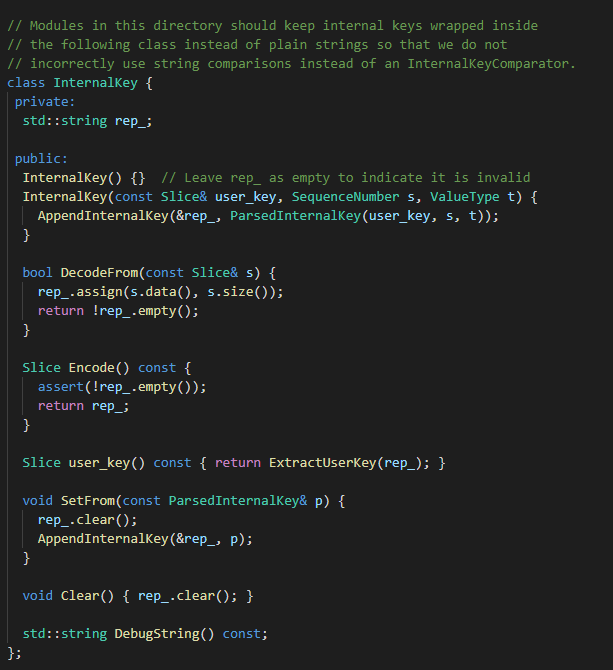 // Modules in this directory should keep internal keys wrapped inside
// the following class instead of plain strings so that we do not
// incorrectly use string comparisons instead of an InternalKeyComparator.
class InternalKey {
 private:
  std::string rep_;

 public:
  InternalKey() {}  // Leave rep_ as empty to indicate it is invalid
  InternalKey(const Slice& user_key, SequenceNumber s, ValueType t) {
    AppendInternalKey(&rep_, ParsedInternalKey(user_key, s, t));
  }

  bool DecodeFrom(const Slice& s) {
    rep_.assign(s.data(), s.size());
    return !rep_.empty();
  }

  Slice Encode() const {
    assert(!rep_.empty());
    return rep_;
  }

  Slice user_key() const { return ExtractUserKey(rep_); }

  void SetFrom(const ParsedInternalKey& p) {
    rep_.clear();
    AppendInternalKey(&rep_, p);
  }

  void Clear() { rep_.clear(); }

  std::string DebugString() const;
};